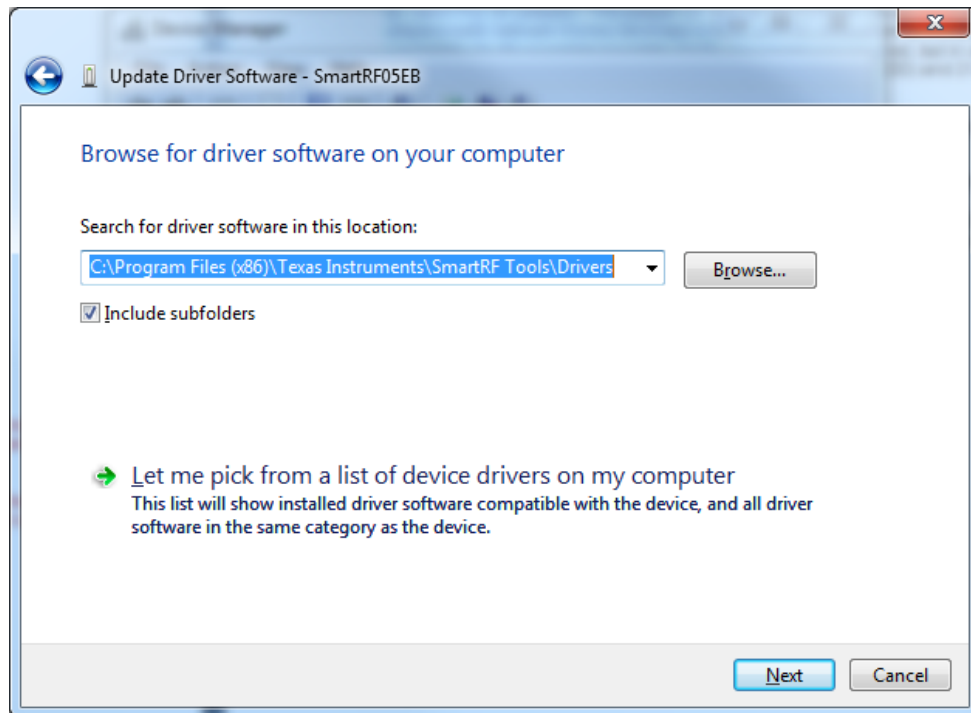 Device Manager
Update Driver Software - SmartRF05EB
Browse for driver software on your computer
Search for driver software in this location:
C:\Program Files (x86)\Texas Instruments\SmartRF Tools\Drivers
Browse...
Include subfolders
Let me pick from a list of device drivers on my computer
This list will show installed driver software compatible with the device, and all driver
software in the same category as the device.
Next
Cancel